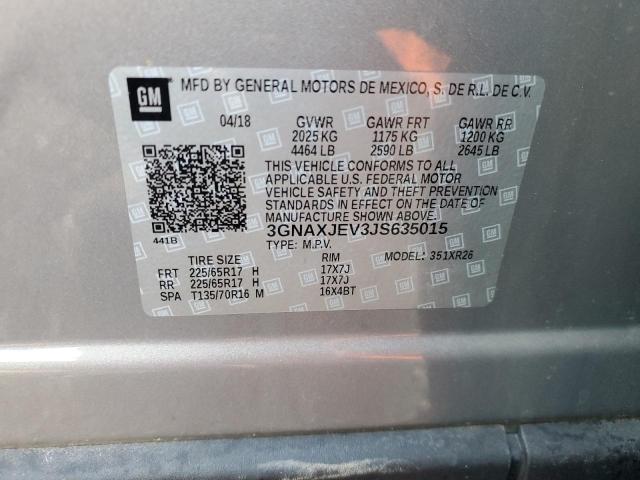 GM MFD BY GENERAL MOTORS DE MEXICO, S. DE R.L. DE C.V.
04/18 GVWR GAWR FRT GAWR RR
2025 KG 1175 KG 1200 KG
4464 LB 2590 LB 2645 LB
THIS VEHICLE CONFORMS TO ALL
APPLICABLE U.S. FEDERAL MOTOR
VEHICLE SAFETY AND THEFT PREVENTION
STANDARDS IN EFFECT ON THE DATE OF
MANUFACTURE SHOWN ABOVE.
441B 3GNAXJEV3JS635015
TYPE: M.P.V. MODEL: 351XR26
TIRE SIZE RIM
FRT 225/65R17 H 17X7J
RR 225/65R17 H 17X7J
SPA T135/70R16 M 16X4BT